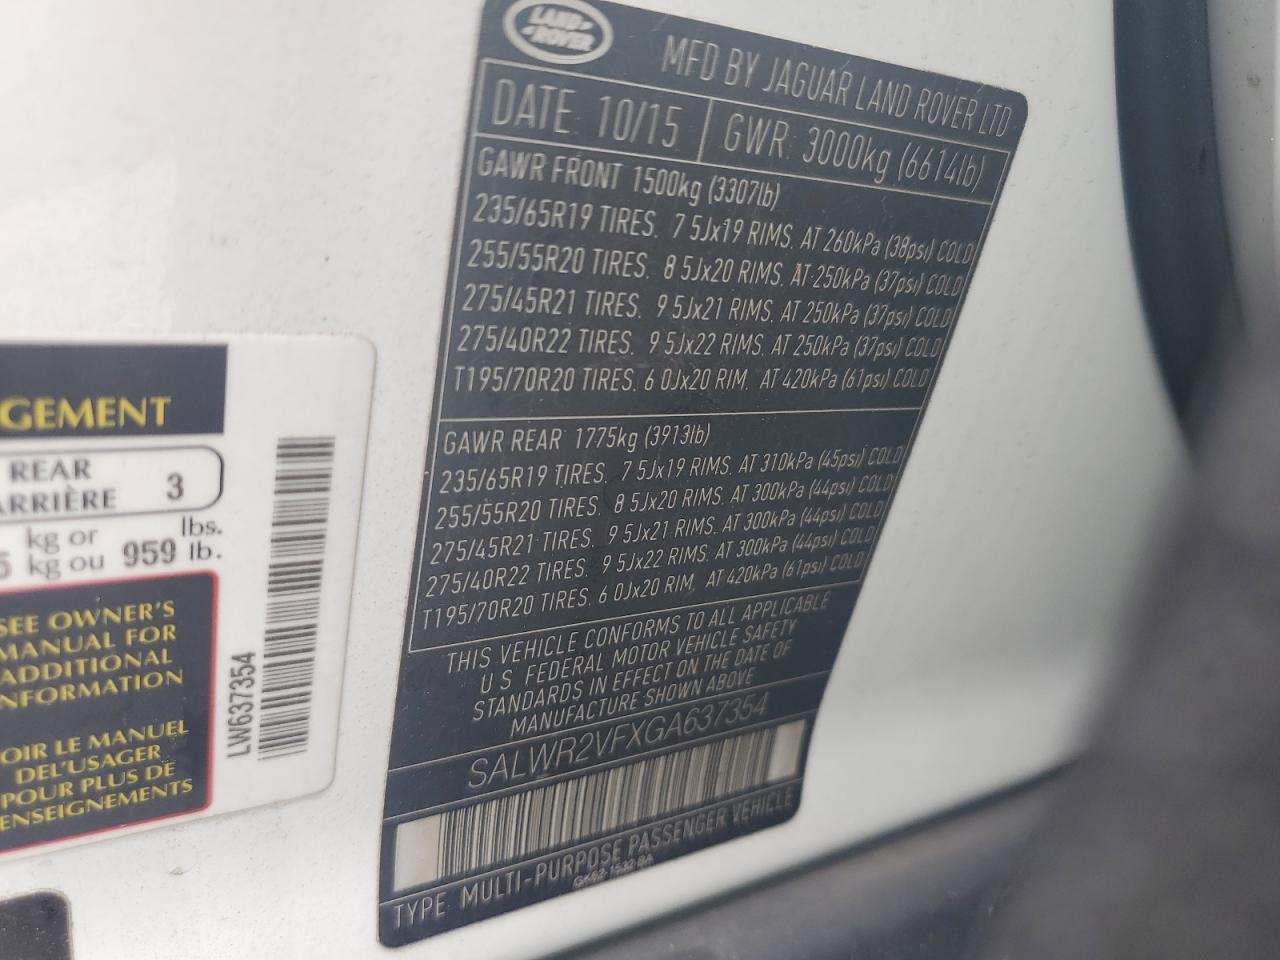 LAND
ROVER
MFD BY JAGUAR LAND ROVER LTD
DATE 10/15 GWR 3000kg (6614lb)
GAWR FRONT 1500kg (3307lb)
235/65R19 TIRES. 7 5Jx19 RIMS. AT 260kPa (38psi) COLD
255/55R20 TIRES. 8 5Jx20 RIMS. AT 250kPa (37psi) COLD
275/45R21 TIRES. 9 5Jx21 RIMS. AT 250kPa (37psi) COLD
275/40R22 TIRES. 9 5Jx22 RIMS. AT 250kPa (37psi) COLD
T195/70R20 TIRES. 6 0Jx20 RIM. AT 420kPa (61psi) COLD
GAWR REAR 1775kg (3913lb)
235/65R19 TIRES. 7 5Jx19 RIMS. AT 310kPa (45psi) COLD
255/55R20 TIRES. 8 5Jx20 RIMS. AT 300kPa (44psi) COLD
275/45R21 TIRES. 9 5Jx21 RIMS. AT 300kPa (44psi) COLD
275/40R22 TIRES. 9 5Jx22 RIMS. AT 300kPa (44psi) COLD
T195/70R20 TIRES. 6 0Jx20 RIM. AT 420kPa (61psi) COLD
THIS VEHICLE CONFORMS TO ALL APPLICABLE
U S FEDERAL MOTOR VEHICLE SAFETY
STANDARDS IN EFFECT ON THE DATE OF
MANUFACTURE SHOWN ABOVE
SALWR2VFXGA637354
TYPE MULTI-PURPOSE PASSENGER VEHICLE
GK62-1532-BA
GEMENT
REAR
ARRIÈRE 3
kg or lbs.
5 kg ou 959 lb.
SEE OWNER'S
MANUAL FOR
ADDITIONAL
NFORMATION
OIR LE MANUEL
DE L'USAGER
POUR PLUS DE
ENSEIGNEMENTS
LW637354